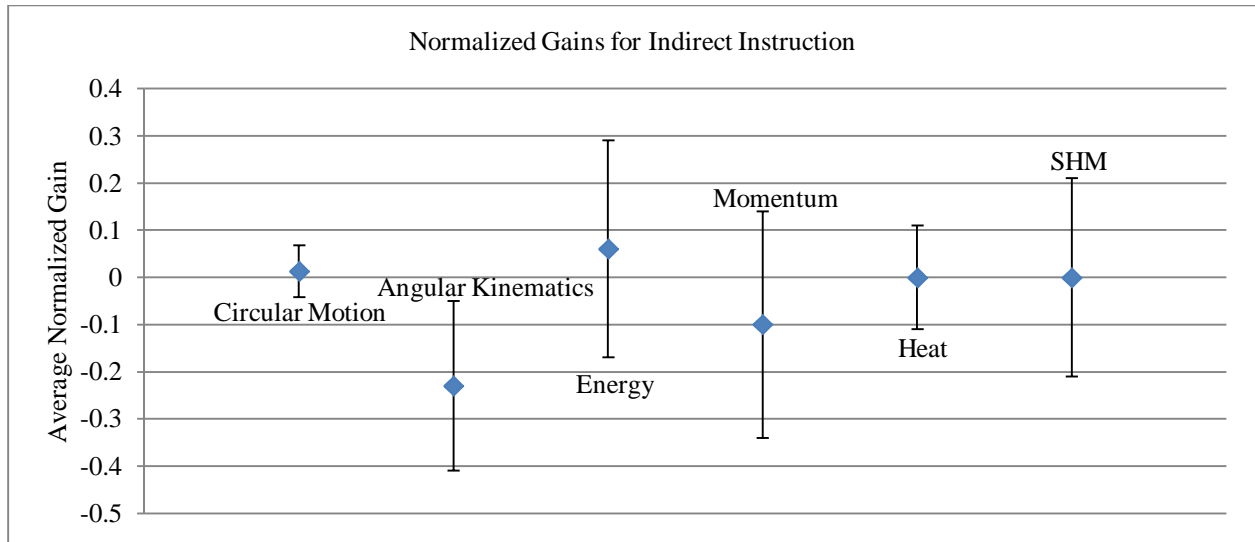 Normalized Gains for Indirect Instruction
Average Normalized Gain
0.4
0.3
0.2
0.1
0
-0.1
-0.2
-0.3
-0.4
-0.5
Circular Motion
Angular Kinematics
Energy
Momentum
Heat
SHM